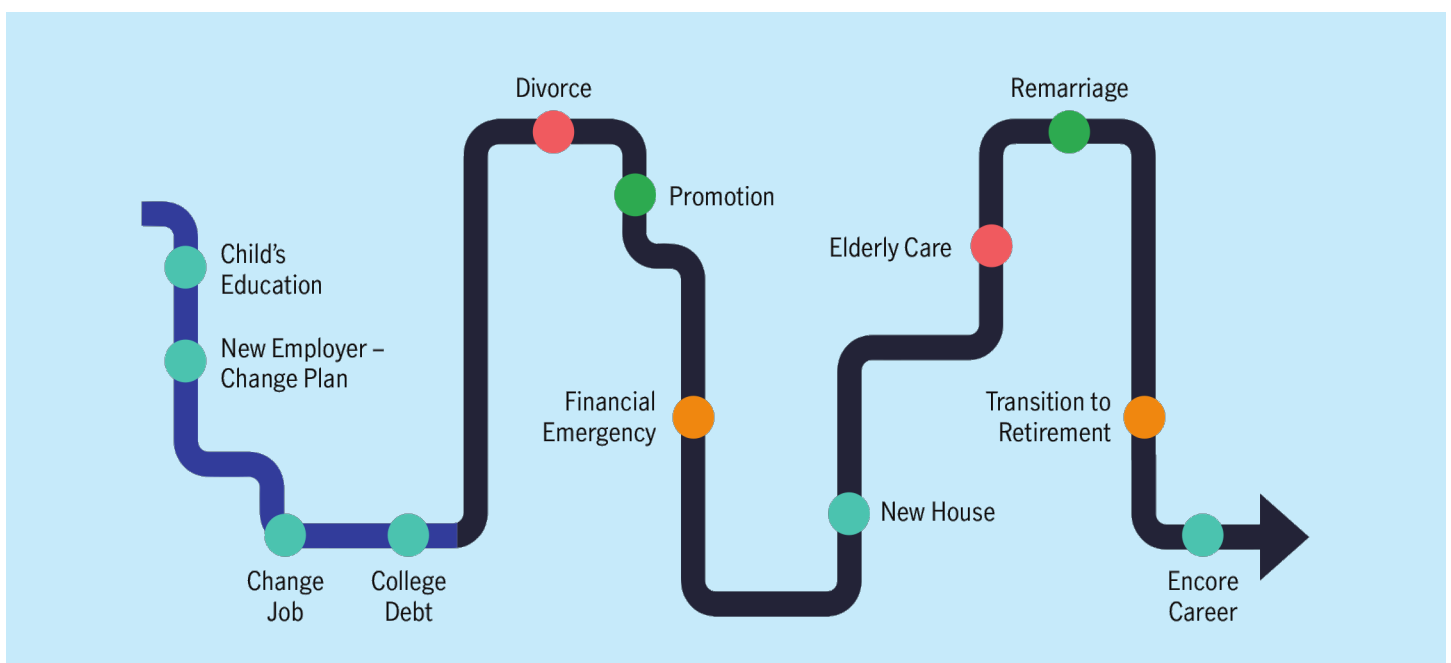 Divorce
Remarriage
Promotion
Child’s
Education
Elderly Care
New Employer –
Change Plan
Financial
Emergency
Transition to
Retirement
New House
Change
Job
College
Debt
Encore
Career